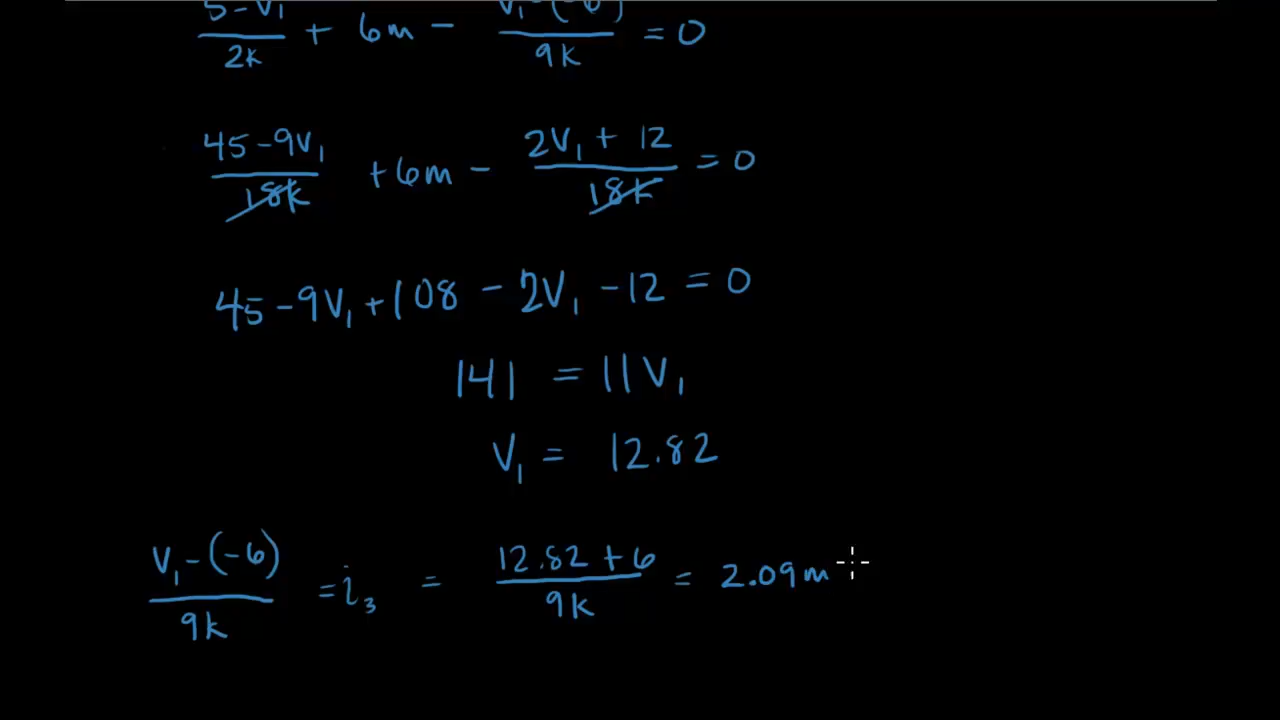 5-V₁/2k + 6m - V₁-(-6)/9k = 0
45-9V₁/18k +6m - 2V₁ + 12/18k = 0
45-9V₁+108 - 2V₁ -12 = 0
141 = 11V₁
V₁ = 12.82
V₁-(-6)/9k = i₃ = 12.82 + 6/9k = 2.09m